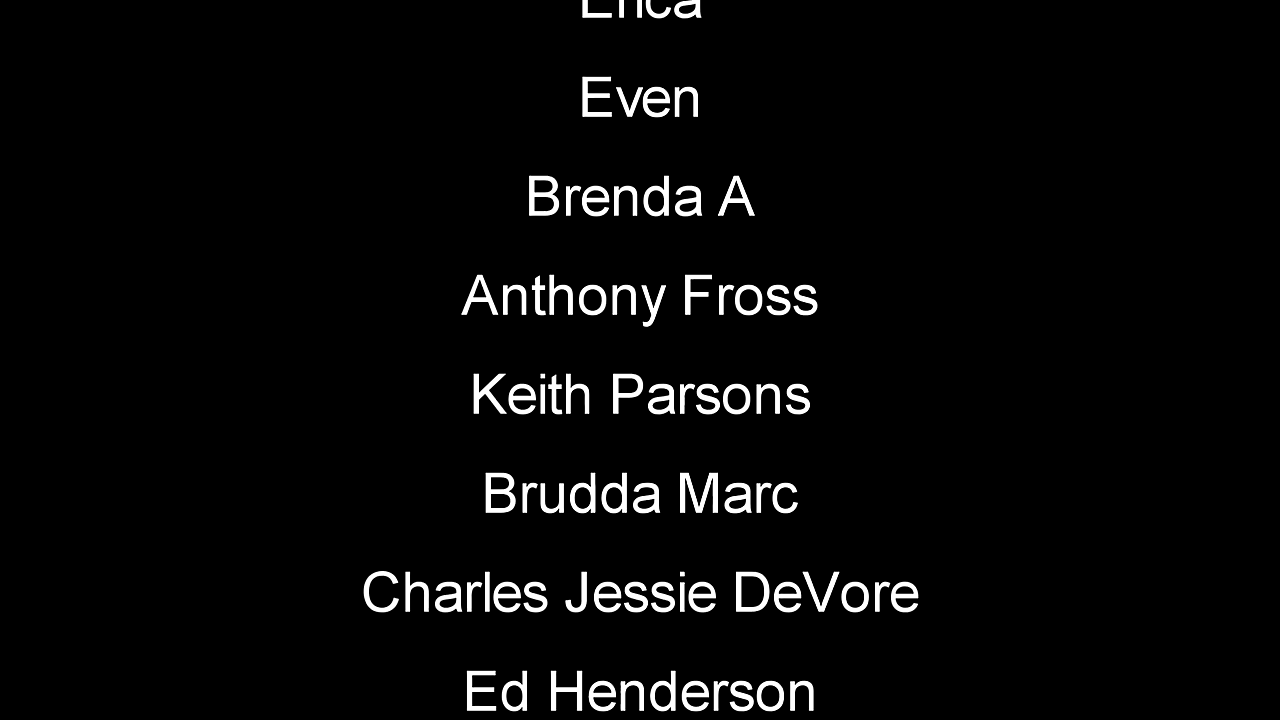 Erica
Even
Brenda A
Anthony Fross
Keith Parsons
Brudda Marc
Charles Jessie DeVore
Ed Henderson